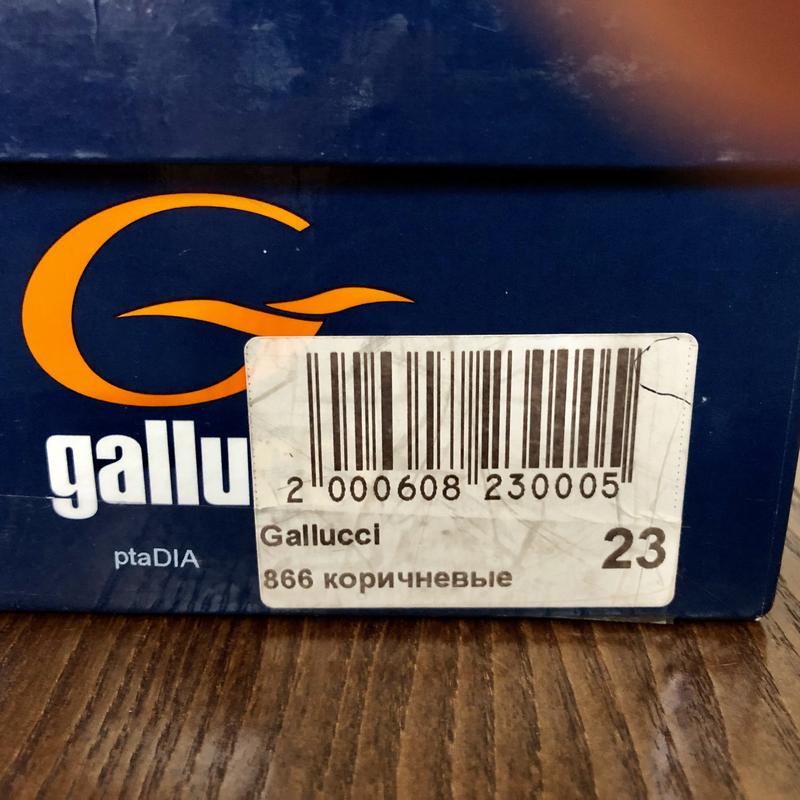 gallu
ptaDIA
2 000608 230005
Gallucci
23
866 коричневые